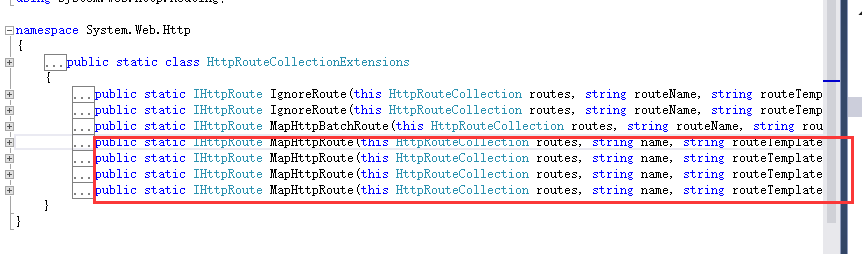 using System.Web.Http.Routing;
namespace System.Web.Http
{
...public static class HttpRouteCollectionExtensions
{
...public static IHttpRoute IgnoreRoute(this HttpRouteCollection routes, string routeName, string routeTemp
...public static IHttpRoute IgnoreRoute(this HttpRouteCollection routes, string routeName, string routeTemp
...public static IHttpRoute MapHttpBatchRoute(this HttpRouteCollection routes, string routeName, string rou
...public static IHttpRoute MapHttpRoute(this HttpRouteCollection routes, string name, string routeTemplate
...public static IHttpRoute MapHttpRoute(this HttpRouteCollection routes, string name, string routeTemplate
...public static IHttpRoute MapHttpRoute(this HttpRouteCollection routes, string name, string routeTemplate
...public static IHttpRoute MapHttpRoute(this HttpRouteCollection routes, string name, string routeTemplate
}
}